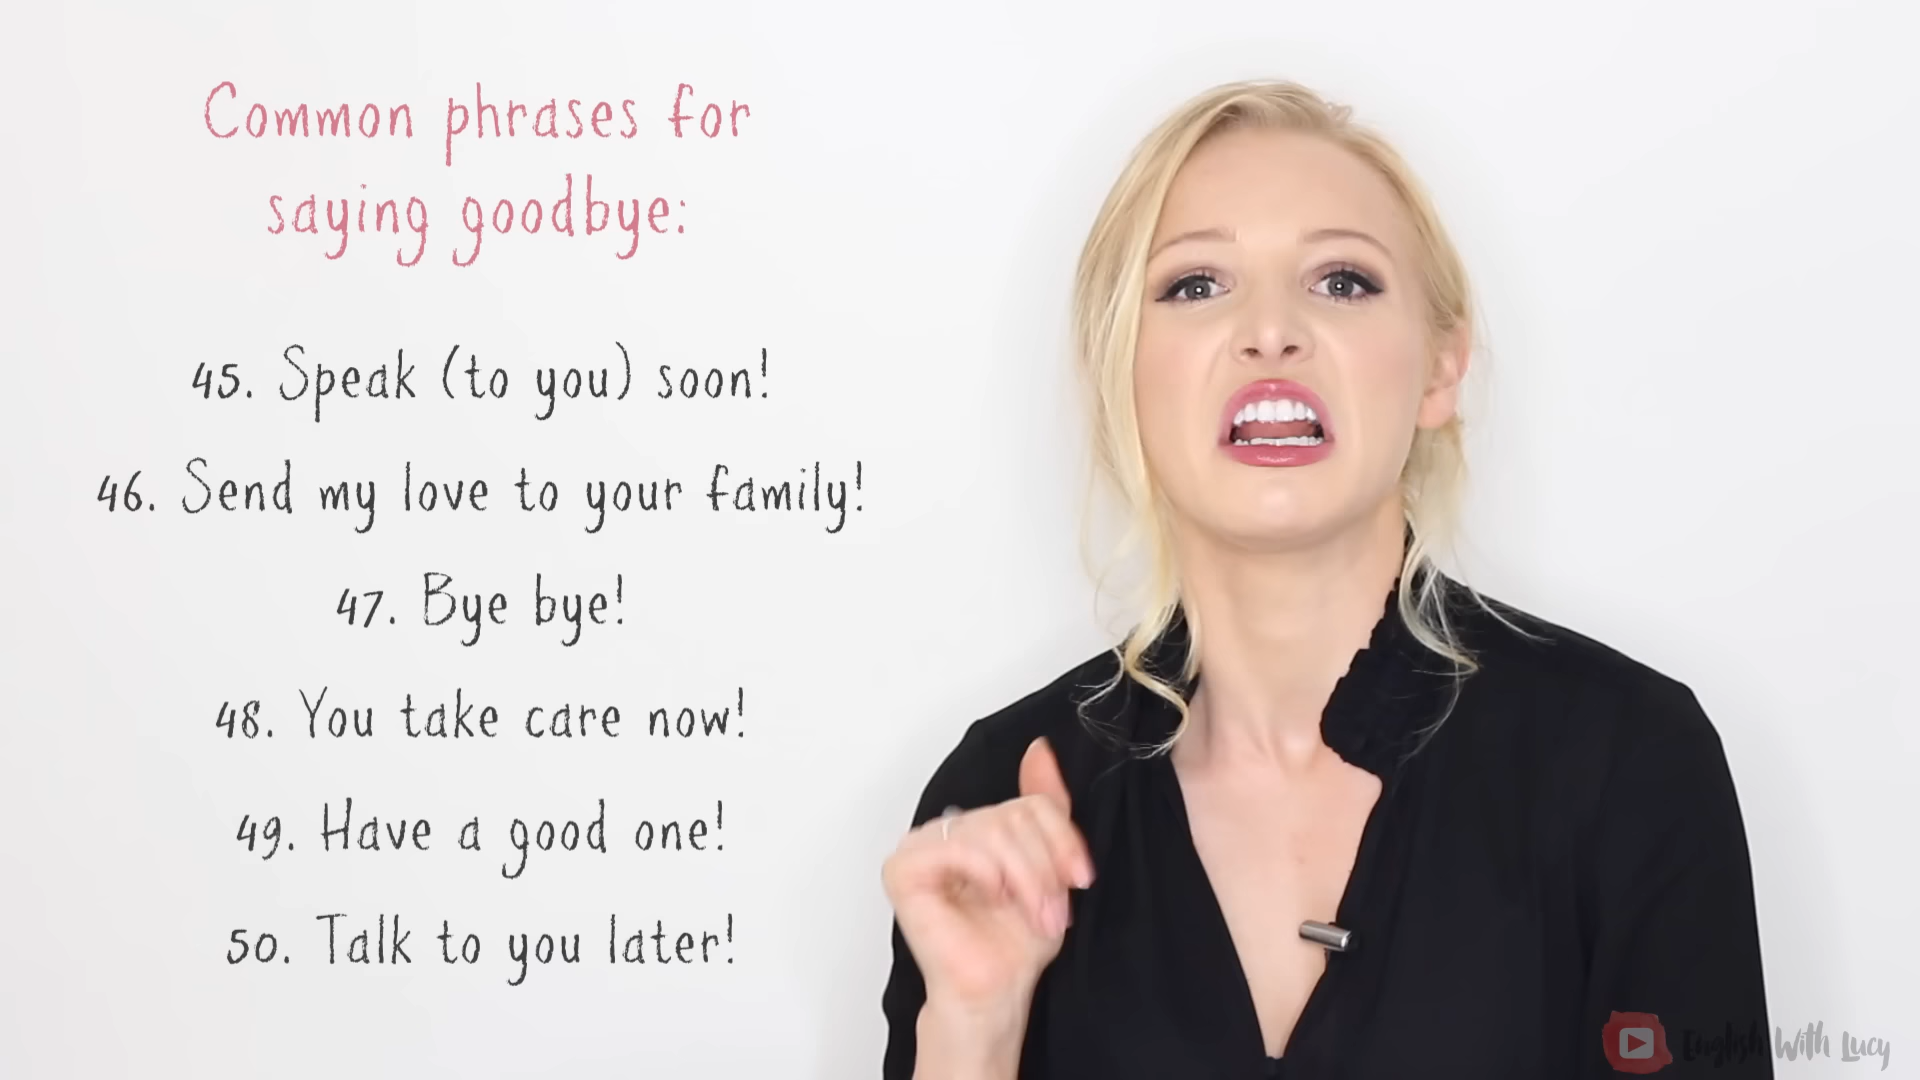 Common phrases for
saying goodbye:
45. Speak (to you) soon!
46. Send my love to your family!
47. Bye bye!
48. You take care now!
49. Have a good one!
50. Talk to you later!
English With Lucy